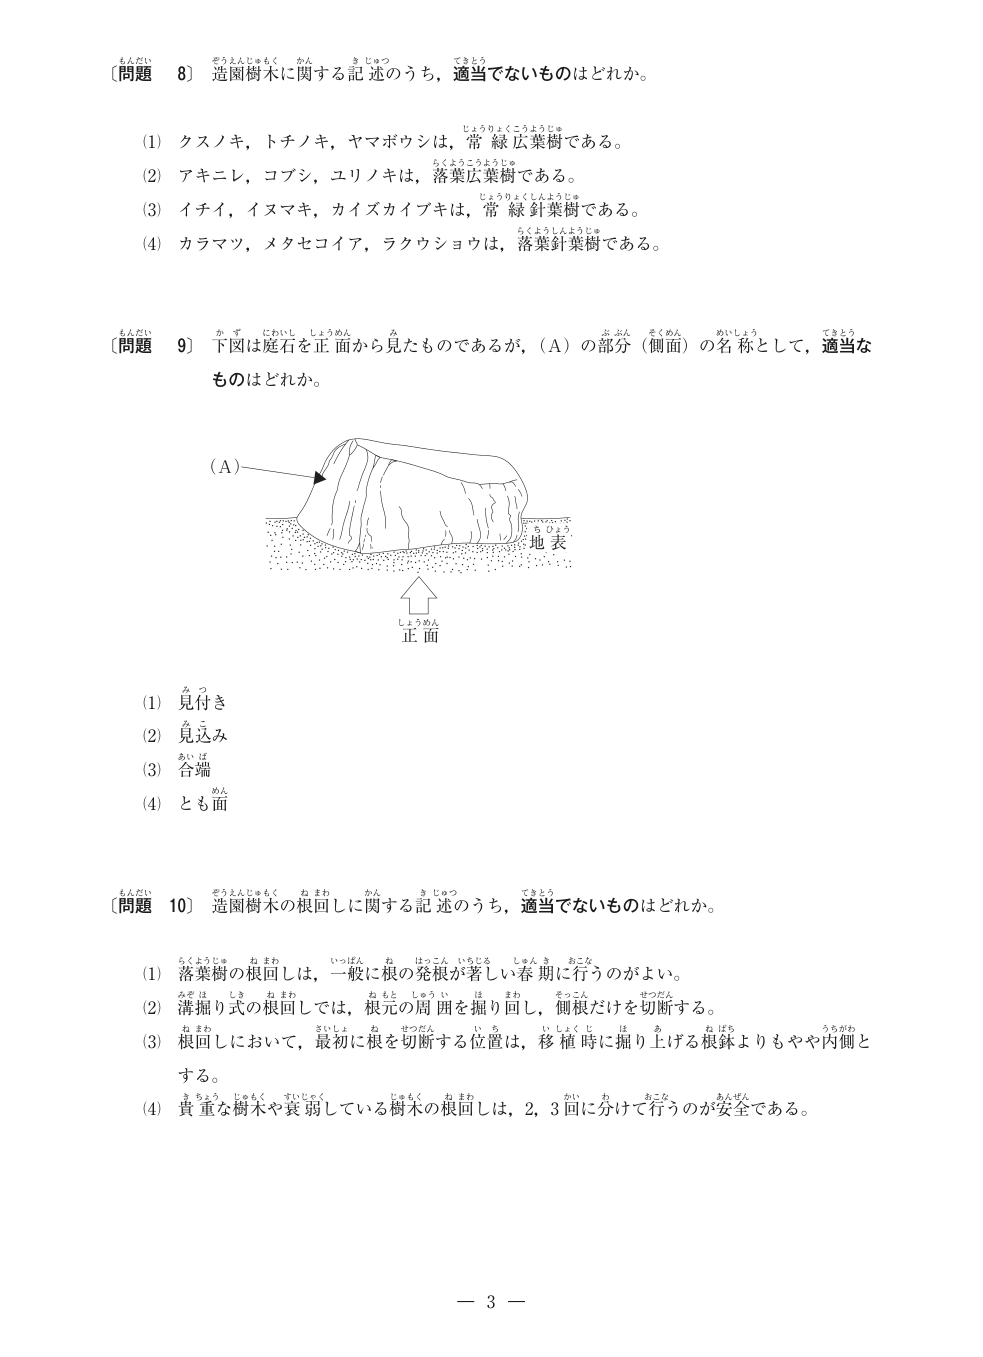 〔問題　8〕　造園樹木に関する記述のうち，適当でないものはどれか。
⑴　クスノキ，トチノキ，ヤマボウシは，常緑広葉樹である。
⑵　アキニレ，コブシ，ユリノキは，落葉広葉樹である。
⑶　イチイ，イヌマキ，カイズカイブキは，常緑針葉樹である。
⑷　カラマツ，メタセコイア，ラクウショウは，落葉針葉樹である。
〔問題　9〕　下図は庭石を正面から見たものであるが，（A）の部分（側面）の名称として，適当な
ものはどれか。
（A）
地表
正面
⑴　見付き
⑵　見込み
⑶　合端
⑷　とも面
〔問題　10〕　造園樹木の根回しに関する記述のうち，適当でないものはどれか。
⑴　落葉樹の根回しは，一般に根の発根が著しい春期に行うのがよい。
⑵　溝掘り式の根回しでは，根元の周囲を掘り回し，側根だけを切断する。
⑶　根回しにおいて，最初に根を切断する位置は，移植時に掘り上げる根鉢よりもやや内側と
する。
⑷　貴重な樹木や衰弱している樹木の根回しは，2，3回に分けて行うのが安全である。
― 3 ―